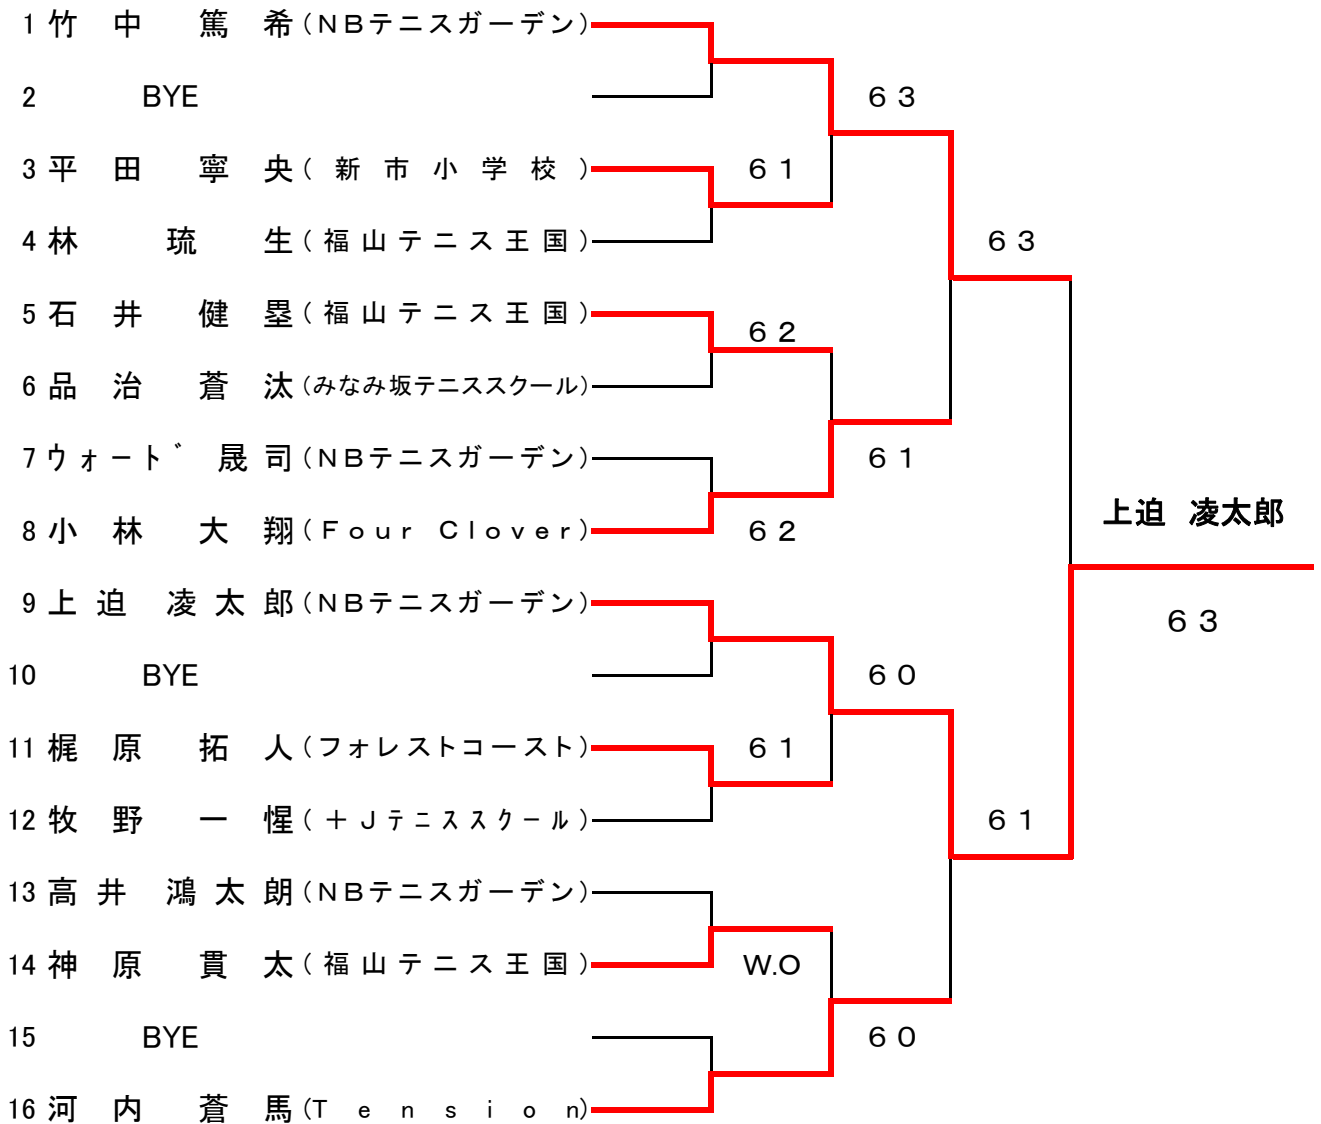 1 竹中 篤希 (ＮＢテニスガーデン)
2 BYE
６３
3 平田 寧央 (新市小学校)
６１
4 林 琉生 (福山テニス王国)
６３
5 石井 健塁 (福山テニス王国)
６２
6 品治 蒼汰 (みなみ坂テニススクール)
7 ウォード 晟司 (ＮＢテニスガーデン)
６１
8 小林 大翔 (Ｆｏｕｒ Ｃｌｏｖｅｒ)
６２
上迫 凌太郎
9 上迫 凌太郎 (ＮＢテニスガーデン)
６３
10 BYE
６０
11 梶原 拓人 (フォレストコースト)
６１
12 牧野 一惺 (＋Ｊﾃﾆｽｽｸｰﾙ)
６１
13 高井 鴻太朗 (ＮＢテニスガーデン)
14 神原 貫太 (福山テニス王国)
W.O
15 BYE
６０
16 河内 蒼馬 (Ｔｅｎｓｉｏｎ)